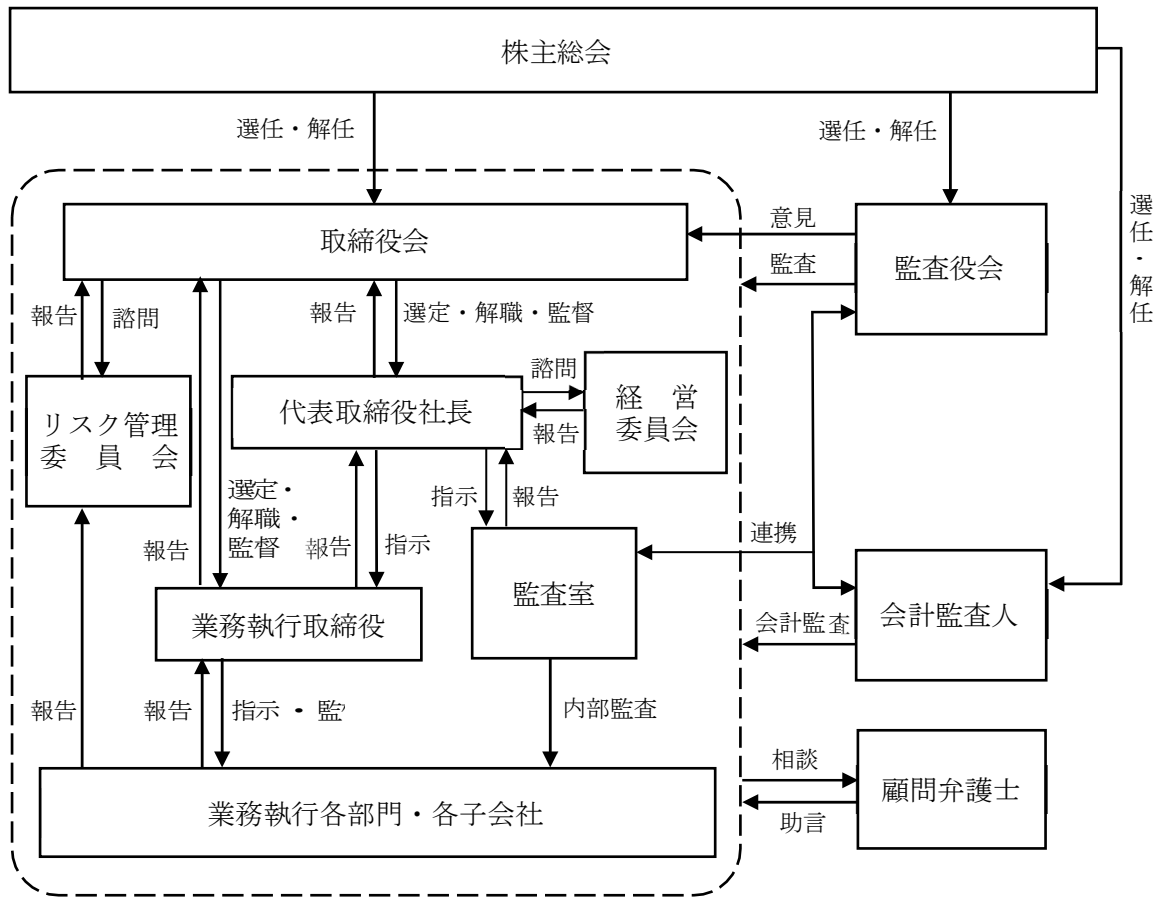 株主総会
選任・解任
選任・解任
選任・解任
取締役会
意見
監査
監査役会
報告
諮問
報告
選定・解職・監督
リスク管理
委員会
代表取締役社長
諮問
報告
経営
委員会
選定・
解職・
監督
報告
報告
指示
指示
報告
連携
監査室
業務執行取締役
会計監査
会計監査人
報告
報告
指示・監
内部監査
業務執行各部門・各子会社
相談
助言
顧問弁護士